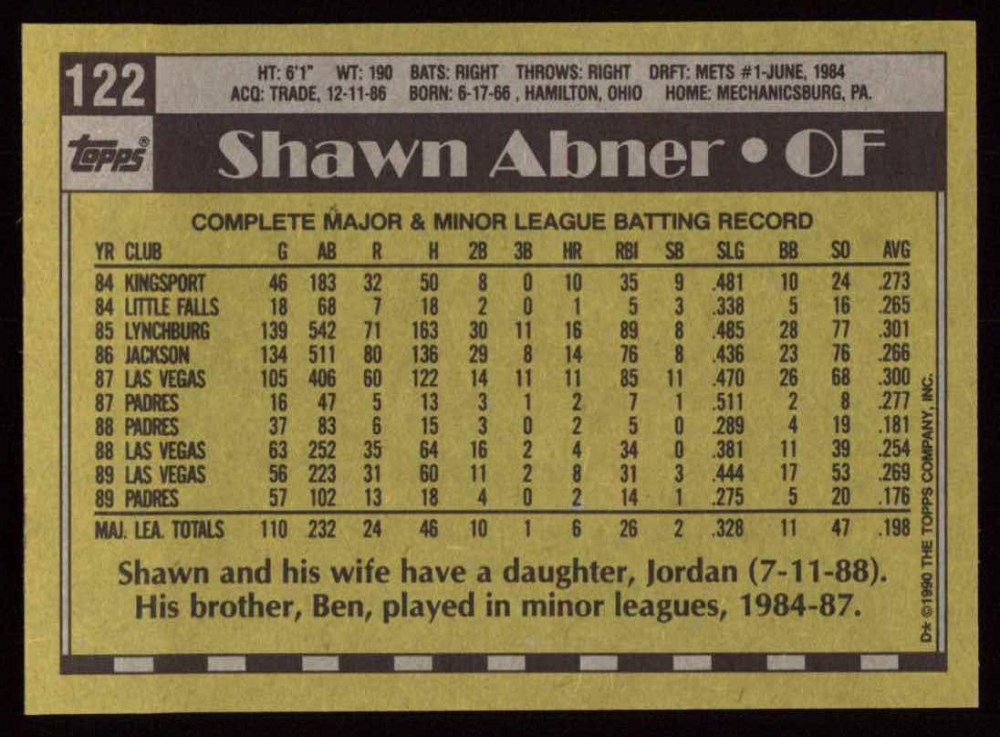 122
HT: 6'1" WT: 190 BATS: RIGHT THROWS: RIGHT DRFT: METS #1-JUNE, 1984
ACQ: TRADE, 12-11-86 BORN: 6-17-66, HAMILTON, OHIO HOME: MECHANICSBURG, PA.
topps®
Shawn Abner • OF
COMPLETE MAJOR & MINOR LEAGUE BATTING RECORD
YR CLUB G AB R H 2B 3B HR RBI SB SLG BB SO AVG
84 KINGSPORT 46 183 32 50 8 0 10 35 9 .481 10 24 .273
84 LITTLE FALLS 18 68 7 18 2 0 1 5 3 .338 5 16 .265
85 LYNCHBURG 139 542 71 163 30 11 16 89 8 .485 28 77 .301
86 JACKSON 134 511 80 136 29 8 14 76 8 .436 23 76 .266
87 LAS VEGAS 105 406 60 122 14 11 11 85 11 .470 26 68 .300
87 PADRES 16 47 5 13 3 1 2 7 1 .511 2 8 .277
88 PADRES 37 83 6 15 3 0 2 5 0 .289 4 19 .181
88 LAS VEGAS 63 252 35 64 16 2 4 34 0 .381 11 39 .254
89 LAS VEGAS 56 223 31 60 11 2 8 31 3 .444 17 53 .269
89 PADRES 57 102 13 18 4 0 2 14 1 .275 5 20 .176
MAJ. LEA. TOTALS 110 232 24 46 10 1 6 26 2 .328 11 47 .198
Shawn and his wife have a daughter, Jordan (7-11-88).
His brother, Ben, played in minor leagues, 1984-87.
D* ©1990 THE TOPPS COMPANY, INC.